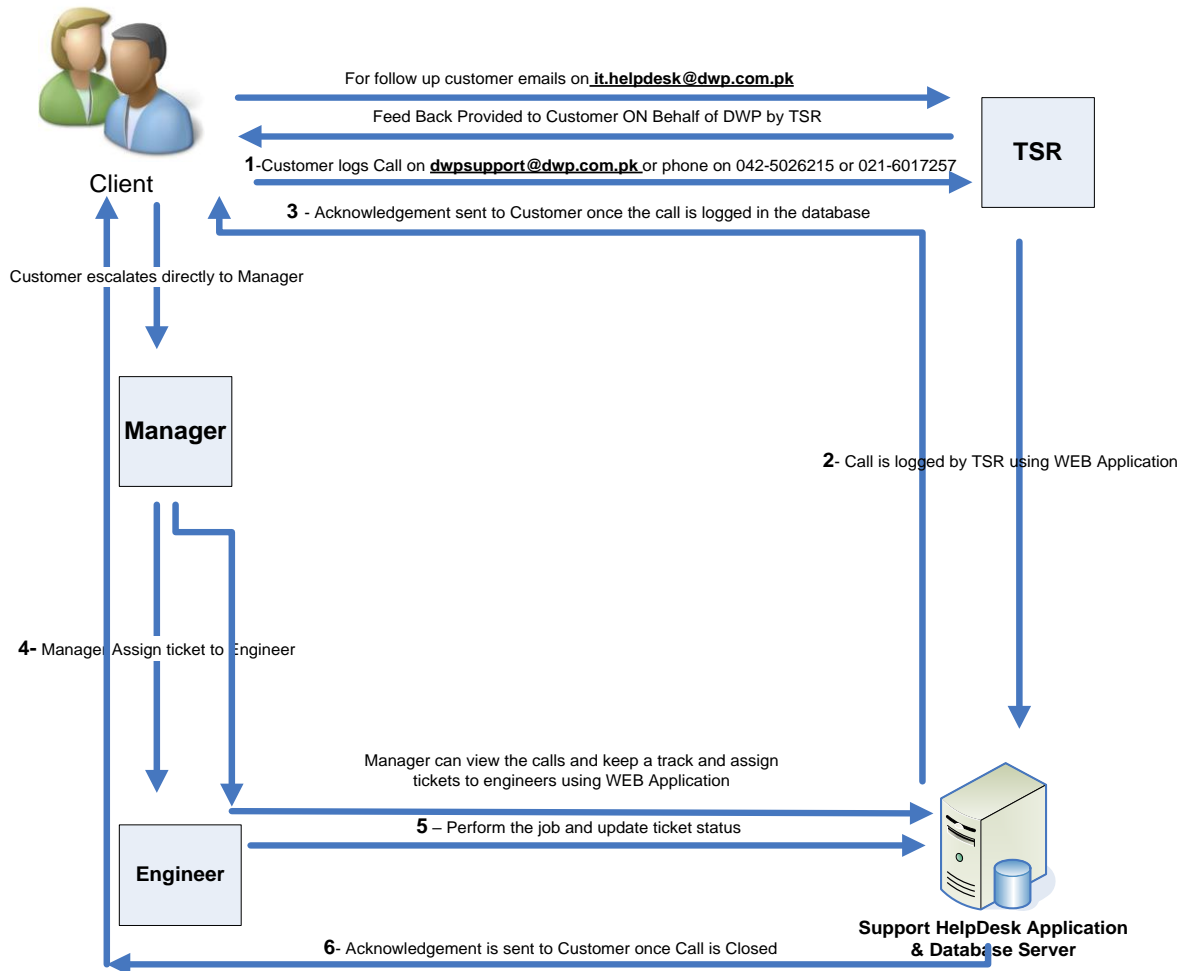 For follow up customer emails on it.helpdesk@dwp.com.pk
Feed Back Provided to Customer ON Behalf of DWP by TSR
TSR
1-Customer logs Call on dwpsupport@dwp.com.pk or phone on 042-5026215 or 021-6017257
Client
3 - Acknowledgement sent to Customer once the call is logged in the database
Customer escalates directly to Manager
Manager
2- Call is logged by TSR using WEB Application
4- Manager Assign ticket to Engineer
Manager can view the calls and keep a track and assign
tickets to engineers using WEB Application
5 – Perform the job and update ticket status
Engineer
Support HelpDesk Application
& Database Server
6- Acknowledgement is sent to Customer once Call is Closed